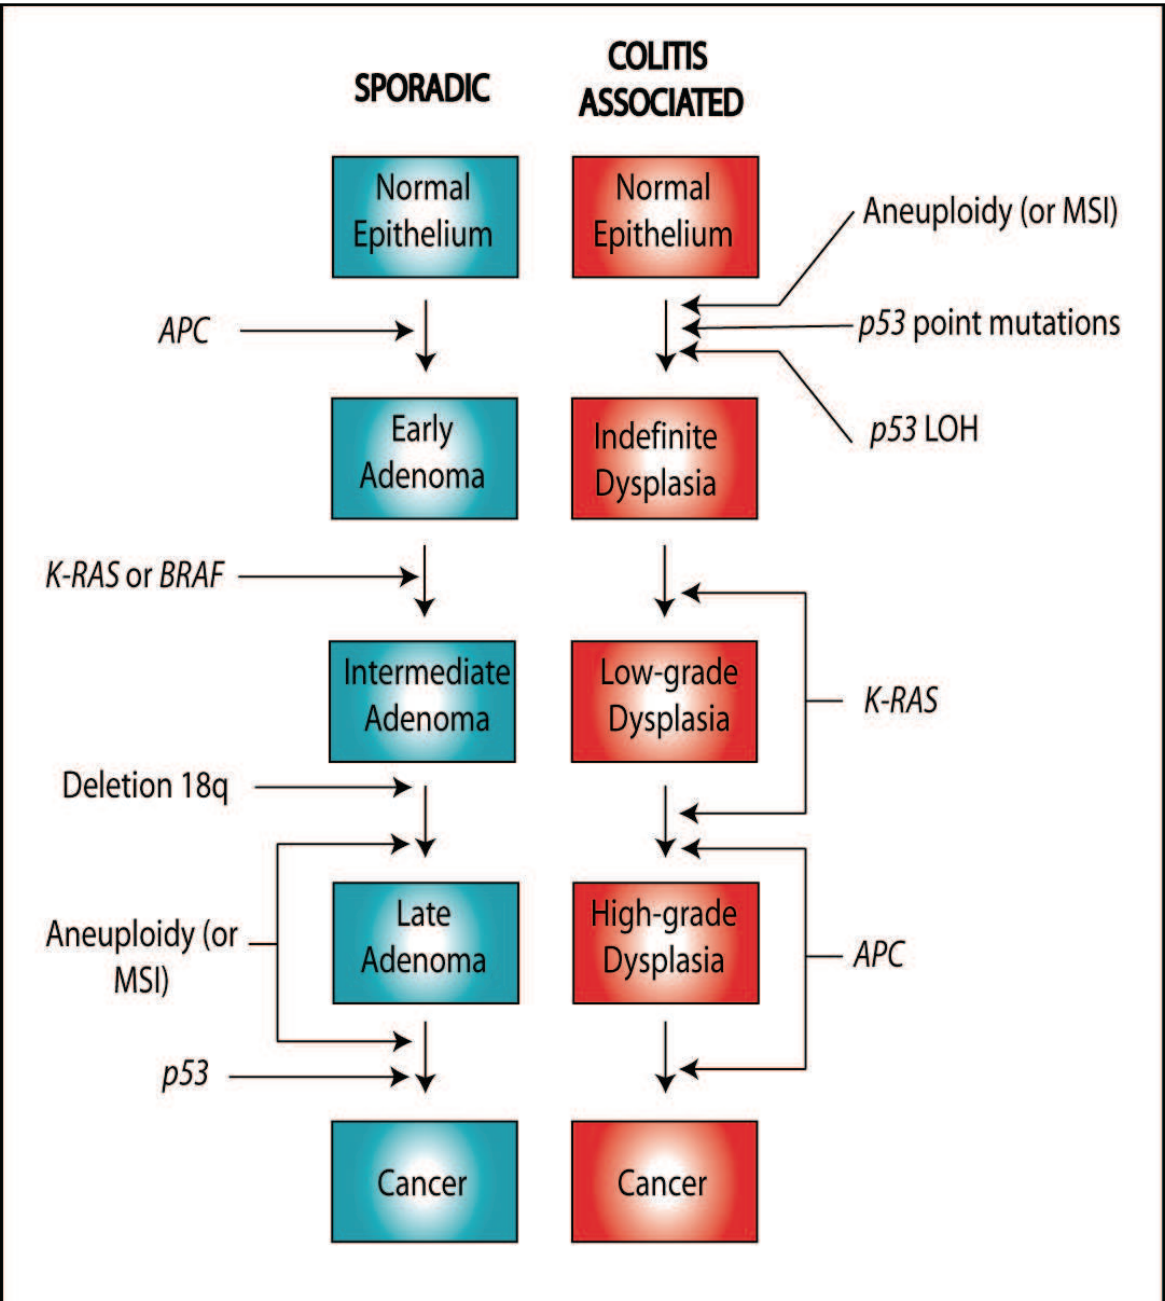 SPORADIC
COLITIS
ASSOCIATED
Normal
Epithelium
Normal
Epithelium
Aneuploidy (or MSI)
APC
p53 point mutations
p53 LOH
Early
Adenoma
Indefinite
Dysplasia
K-RAS or BRAF
Intermediate
Adenoma
Low-grade
Dysplasia
K-RAS
Deletion 18q
Late
Adenoma
High-grade
Dysplasia
Aneuploidy (or
MSI)
APC
p53
Cancer
Cancer